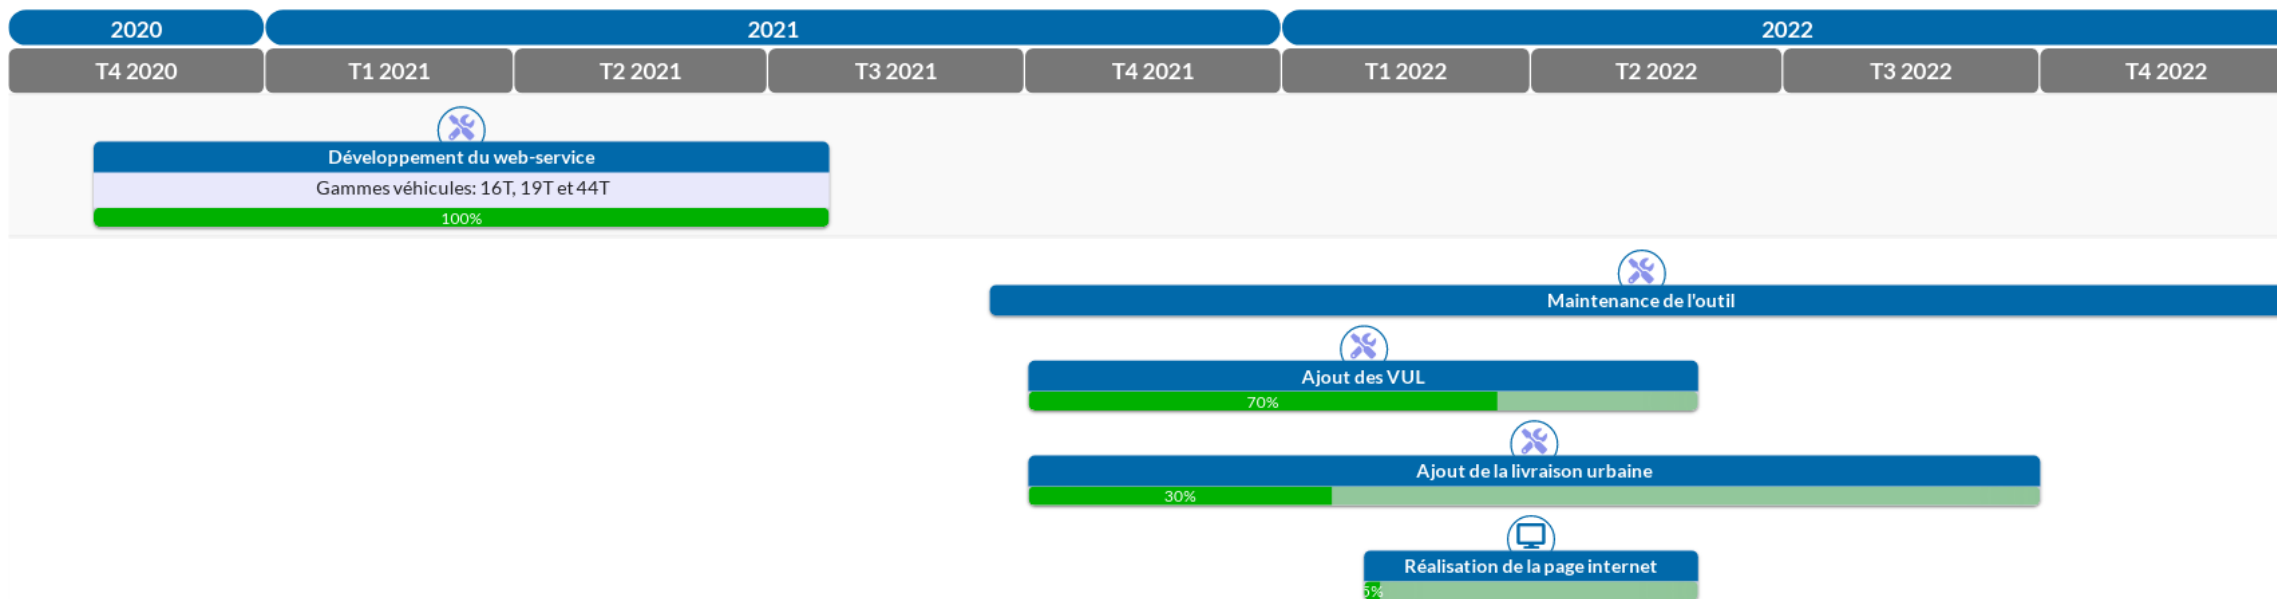 2020 2021 2022
T4 2020 T1 2021 T2 2021 T3 2021 T4 2021 T1 2022 T2 2022 T3 2022 T4 2022
Développement du web-service
Gammes véhicules: 16T, 19T et 44T
100%
Maintenance de l'outil
Ajout des VUL
70%
Ajout de la livraison urbaine
30%
Réalisation de la page internet
5%